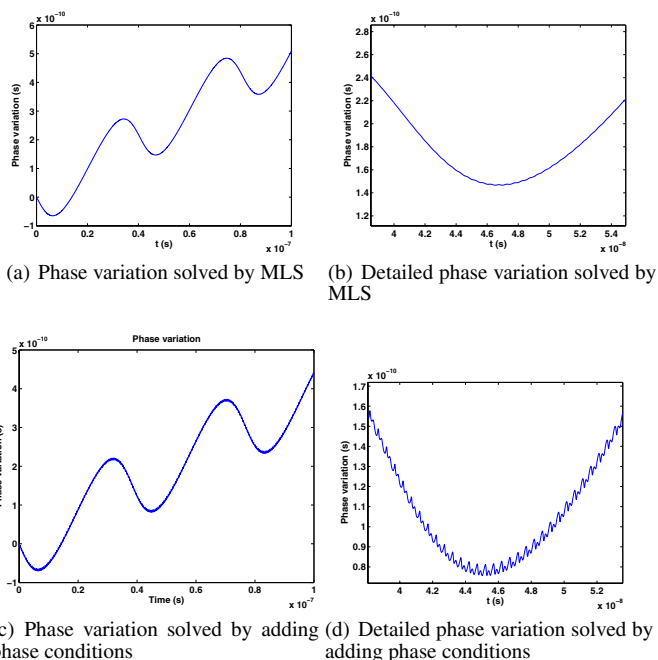 x 10⁻¹⁰
6
5
4
3
2
1
0
−1
Phase variation (s)
0 0.2 0.4 0.6 0.8 1
t (s)
x 10⁻⁷
(a) Phase variation solved by MLS
x 10⁻¹⁰
2.8
2.6
2.4
2.2
2
1.8
1.6
1.4
1.2
Phase variation (s)
4 4.2 4.4 4.6 4.8 5 5.2 5.4
t (s)
x 10⁻⁸
(b) Detailed phase variation solved by
MLS
Phase variation
x 10⁻¹⁰
5
4
3
2
1
0
−1
variation (s)
0 0.2 0.4 0.6 0.8 1
Time (s)
x 10⁻⁷
c) Phase variation solved by adding
phase conditions
x 10⁻¹⁰
1.7
1.6
1.5
1.4
1.3
1.2
1.1
1
0.9
0.8
Phase variation (s)
4 4.2 4.4 4.6 4.8 5 5.2
t (s)
x 10⁻⁸
(d) Detailed phase variation solved by
adding phase conditions